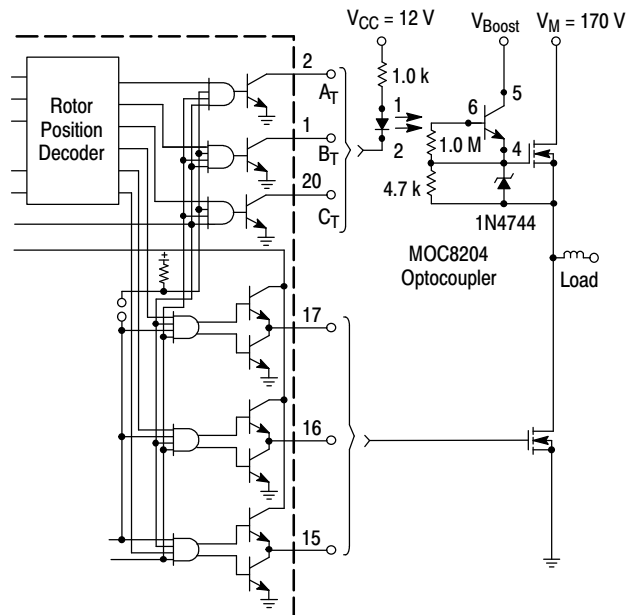 V_CC = 12 V
V_Boost
V_M = 170 V
2
A_T
1.0 k
Rotor
Position
Decoder
1
B_T
1
2
6
5
1.0 M
4
20
C_T
4.7 k
1N4744
MOC8204
Optocoupler
Load
+
17
16
15